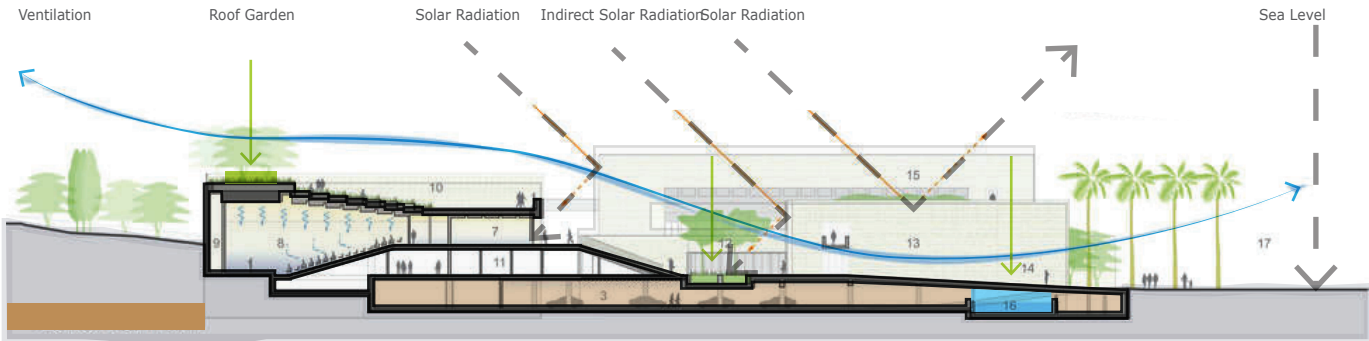 Ventilation
Roof Garden
Solar Radiation
Indirect Solar Radiation
Solar Radiation
Sea Level
10
15
9
8
7
11
12
13
14
17
3
16